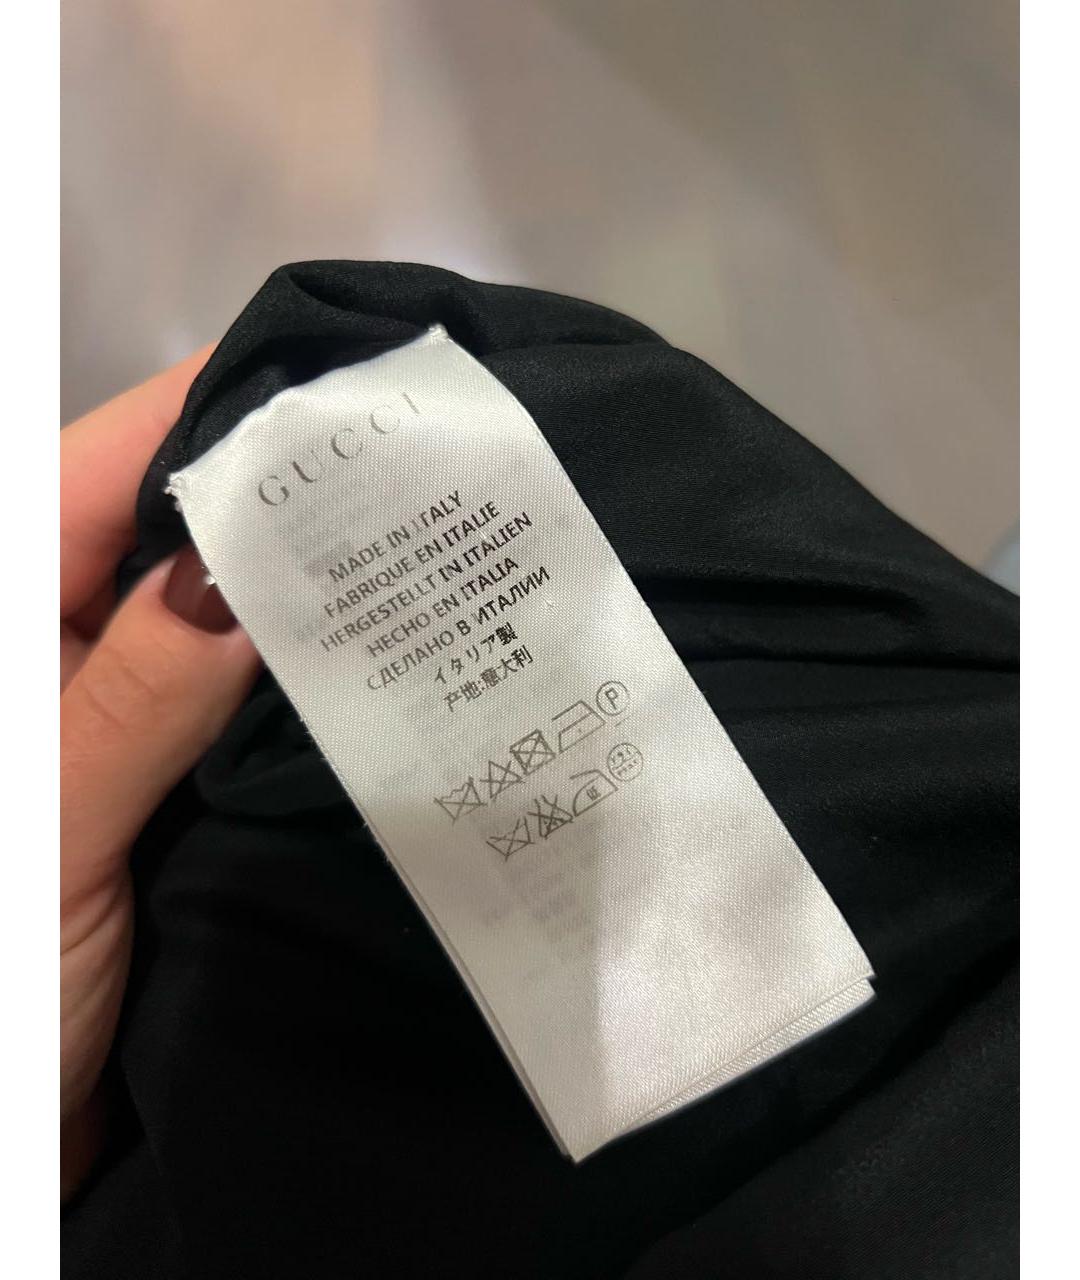 GUCCI
MADE IN ITALY
FABRIQUE EN ITALIE
HERGESTELLT IN ITALIEN
HECHO EN ITALIA
СДЕЛАНО В ИТАЛИИ
イタリア製
产地:意大利
P